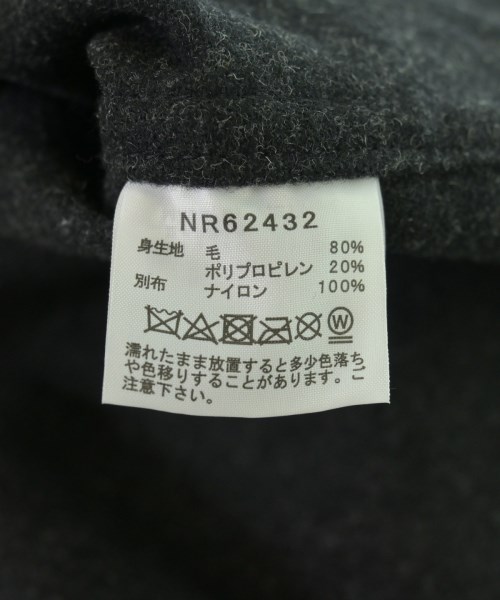 NR62432
身生地 毛 80%
ポリプロピレン 20%
別布 ナイロン 100%
W
濡れたまま放置すると多少色落ち
や色移りすることがあります。ご
注意下さい。